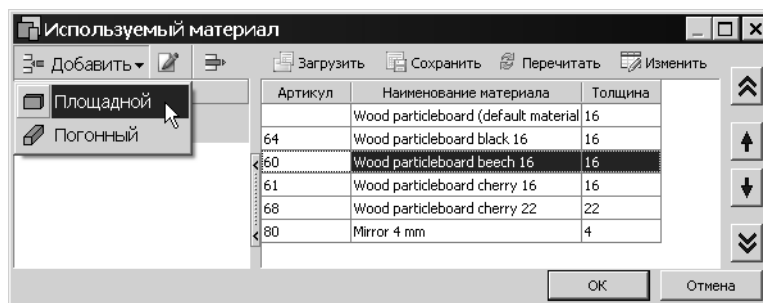 Используемый материал
Добавить Загрузить Сохранить Перечитать Изменить
Площадной
Погонный
Артикул Наименование материала Толщина
Wood particleboard (default material 16
64 Wood particleboard black 16 16
60 Wood particleboard beech 16 16
61 Wood particleboard cherry 16 16
68 Wood particleboard cherry 22 22
80 Mirror 4 mm 4
ОК Отмена